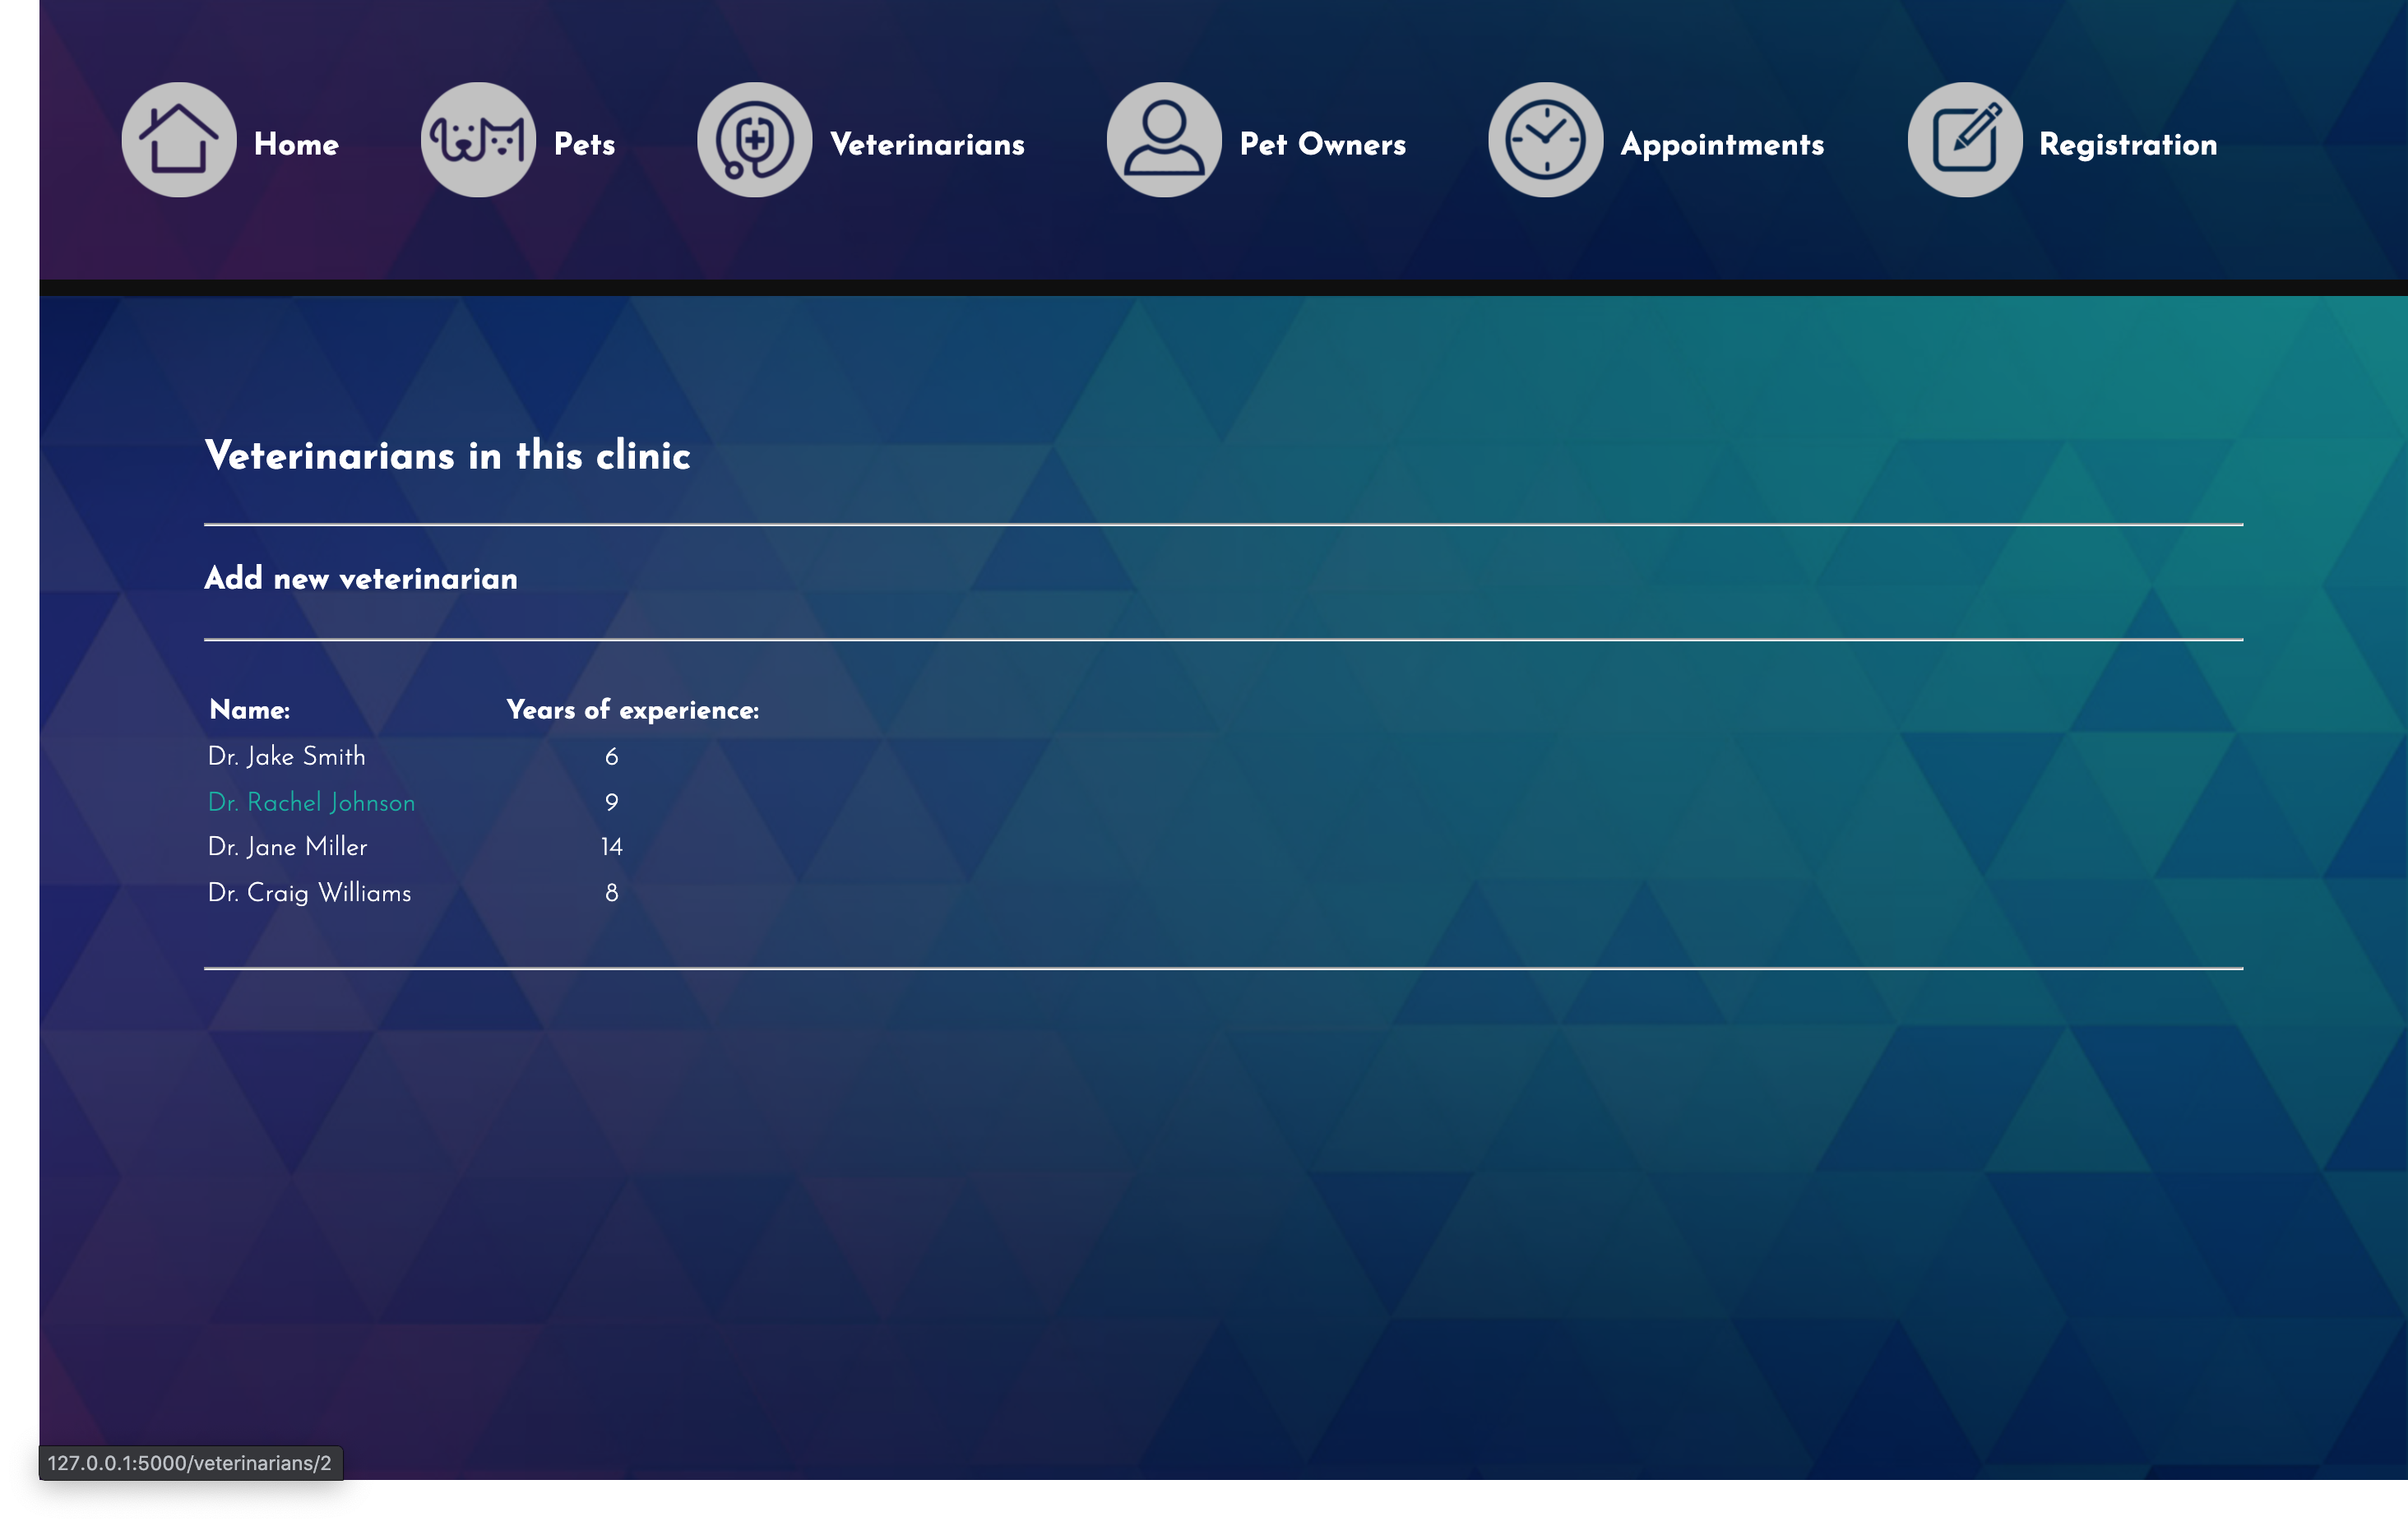 Home Pets Veterinarians Pet Owners Appointments Registration
Veterinarians in this clinic
Add new veterinarian
Name: Years of experience:
Dr. Jake Smith 6
Dr. Rachel Johnson 9
Dr. Jane Miller 14
Dr. Craig Williams 8
127.0.0.1:5000/veterinarians/2